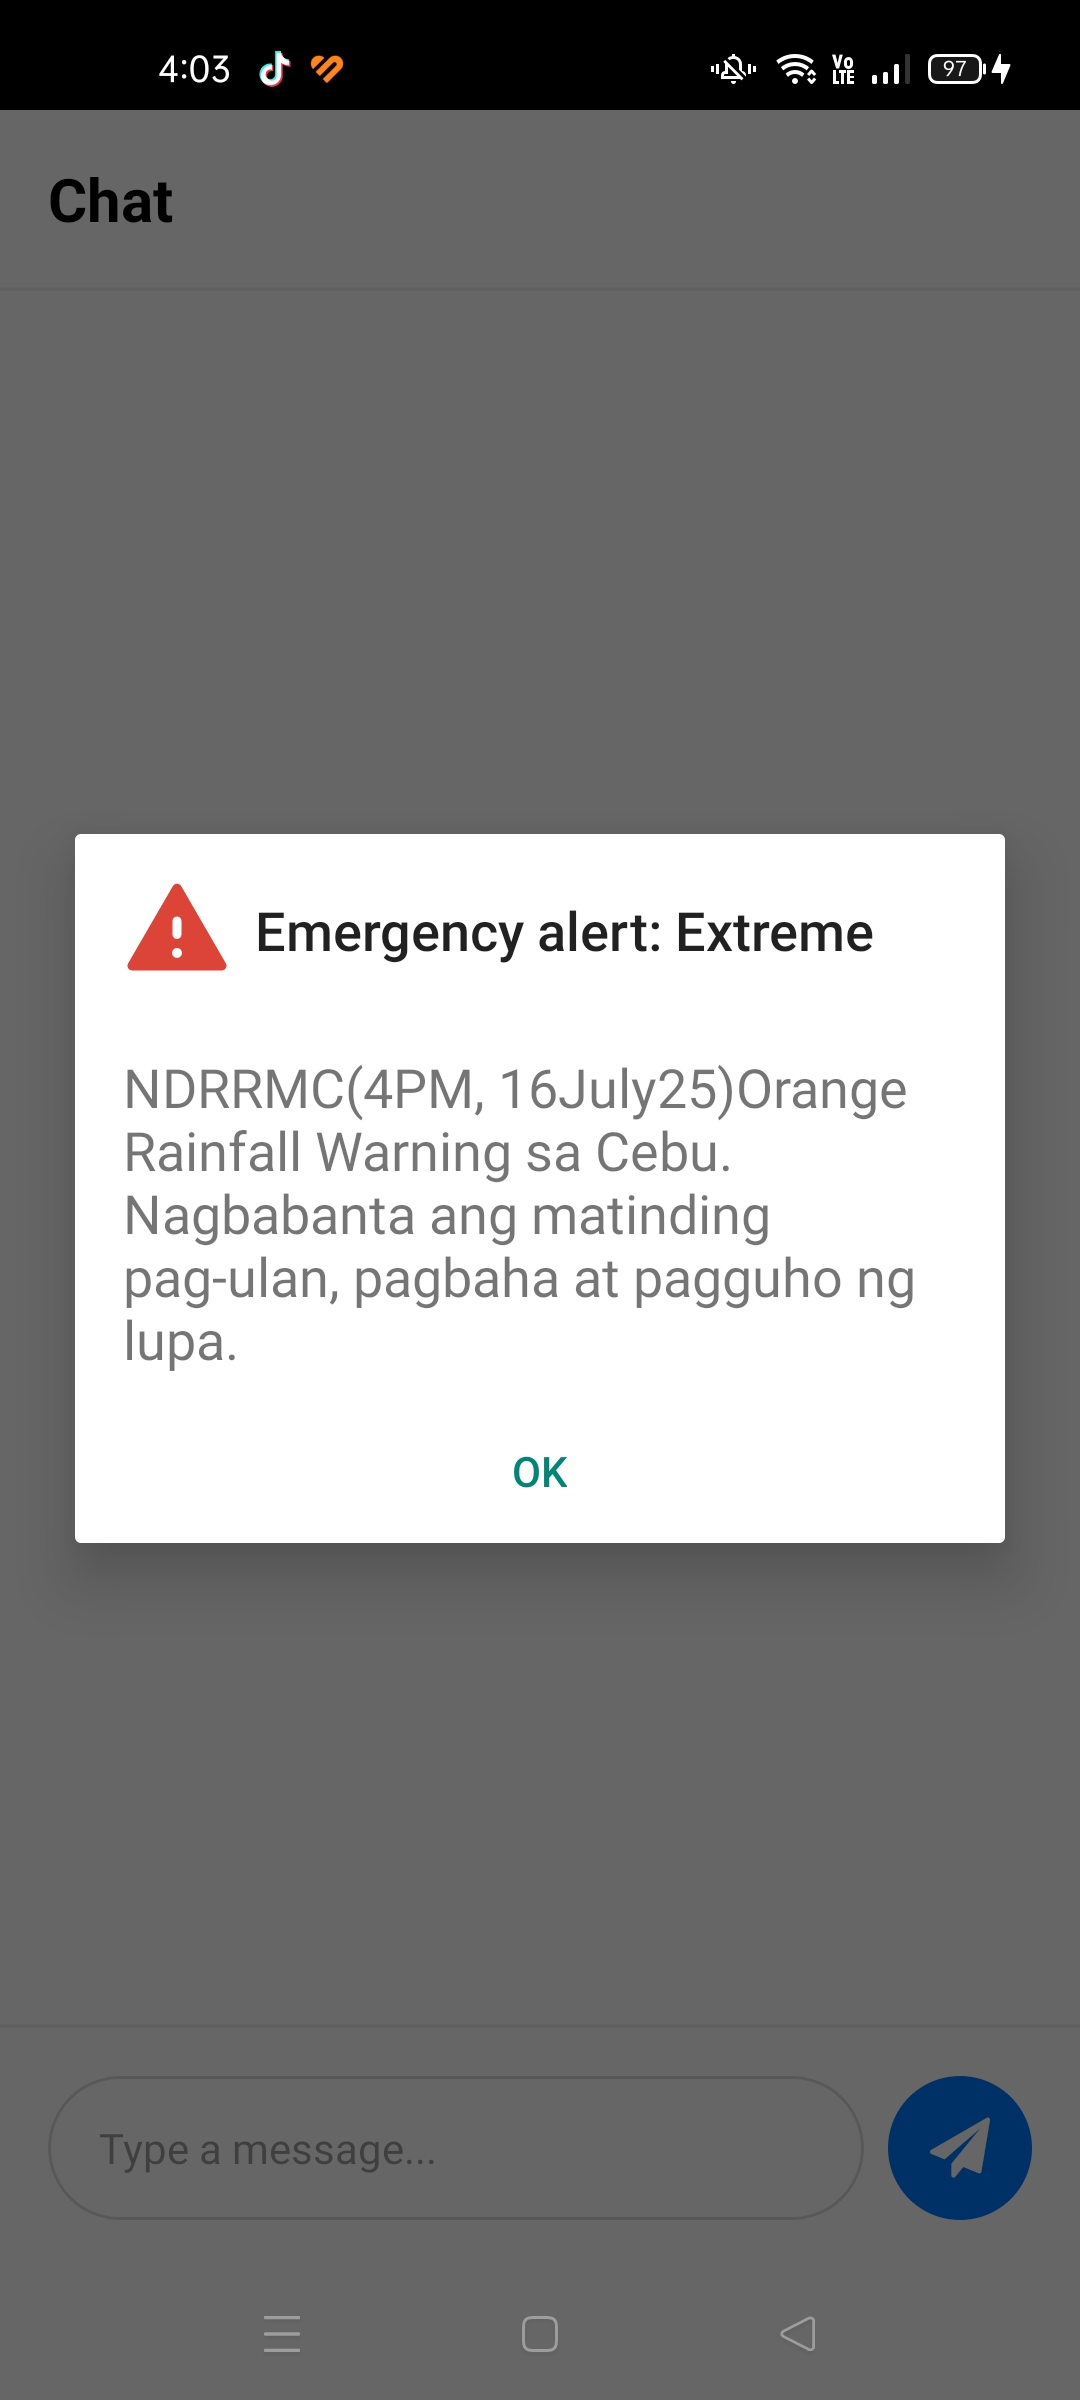 4:03
Vo
LTE
97
Chat
Emergency alert: Extreme
NDRRMC(4PM, 16July25)Orange
Rainfall Warning sa Cebu.
Nagbabanta ang matinding
pag-ulan, pagbaha at pagguho ng
lupa.
OK
Type a message...